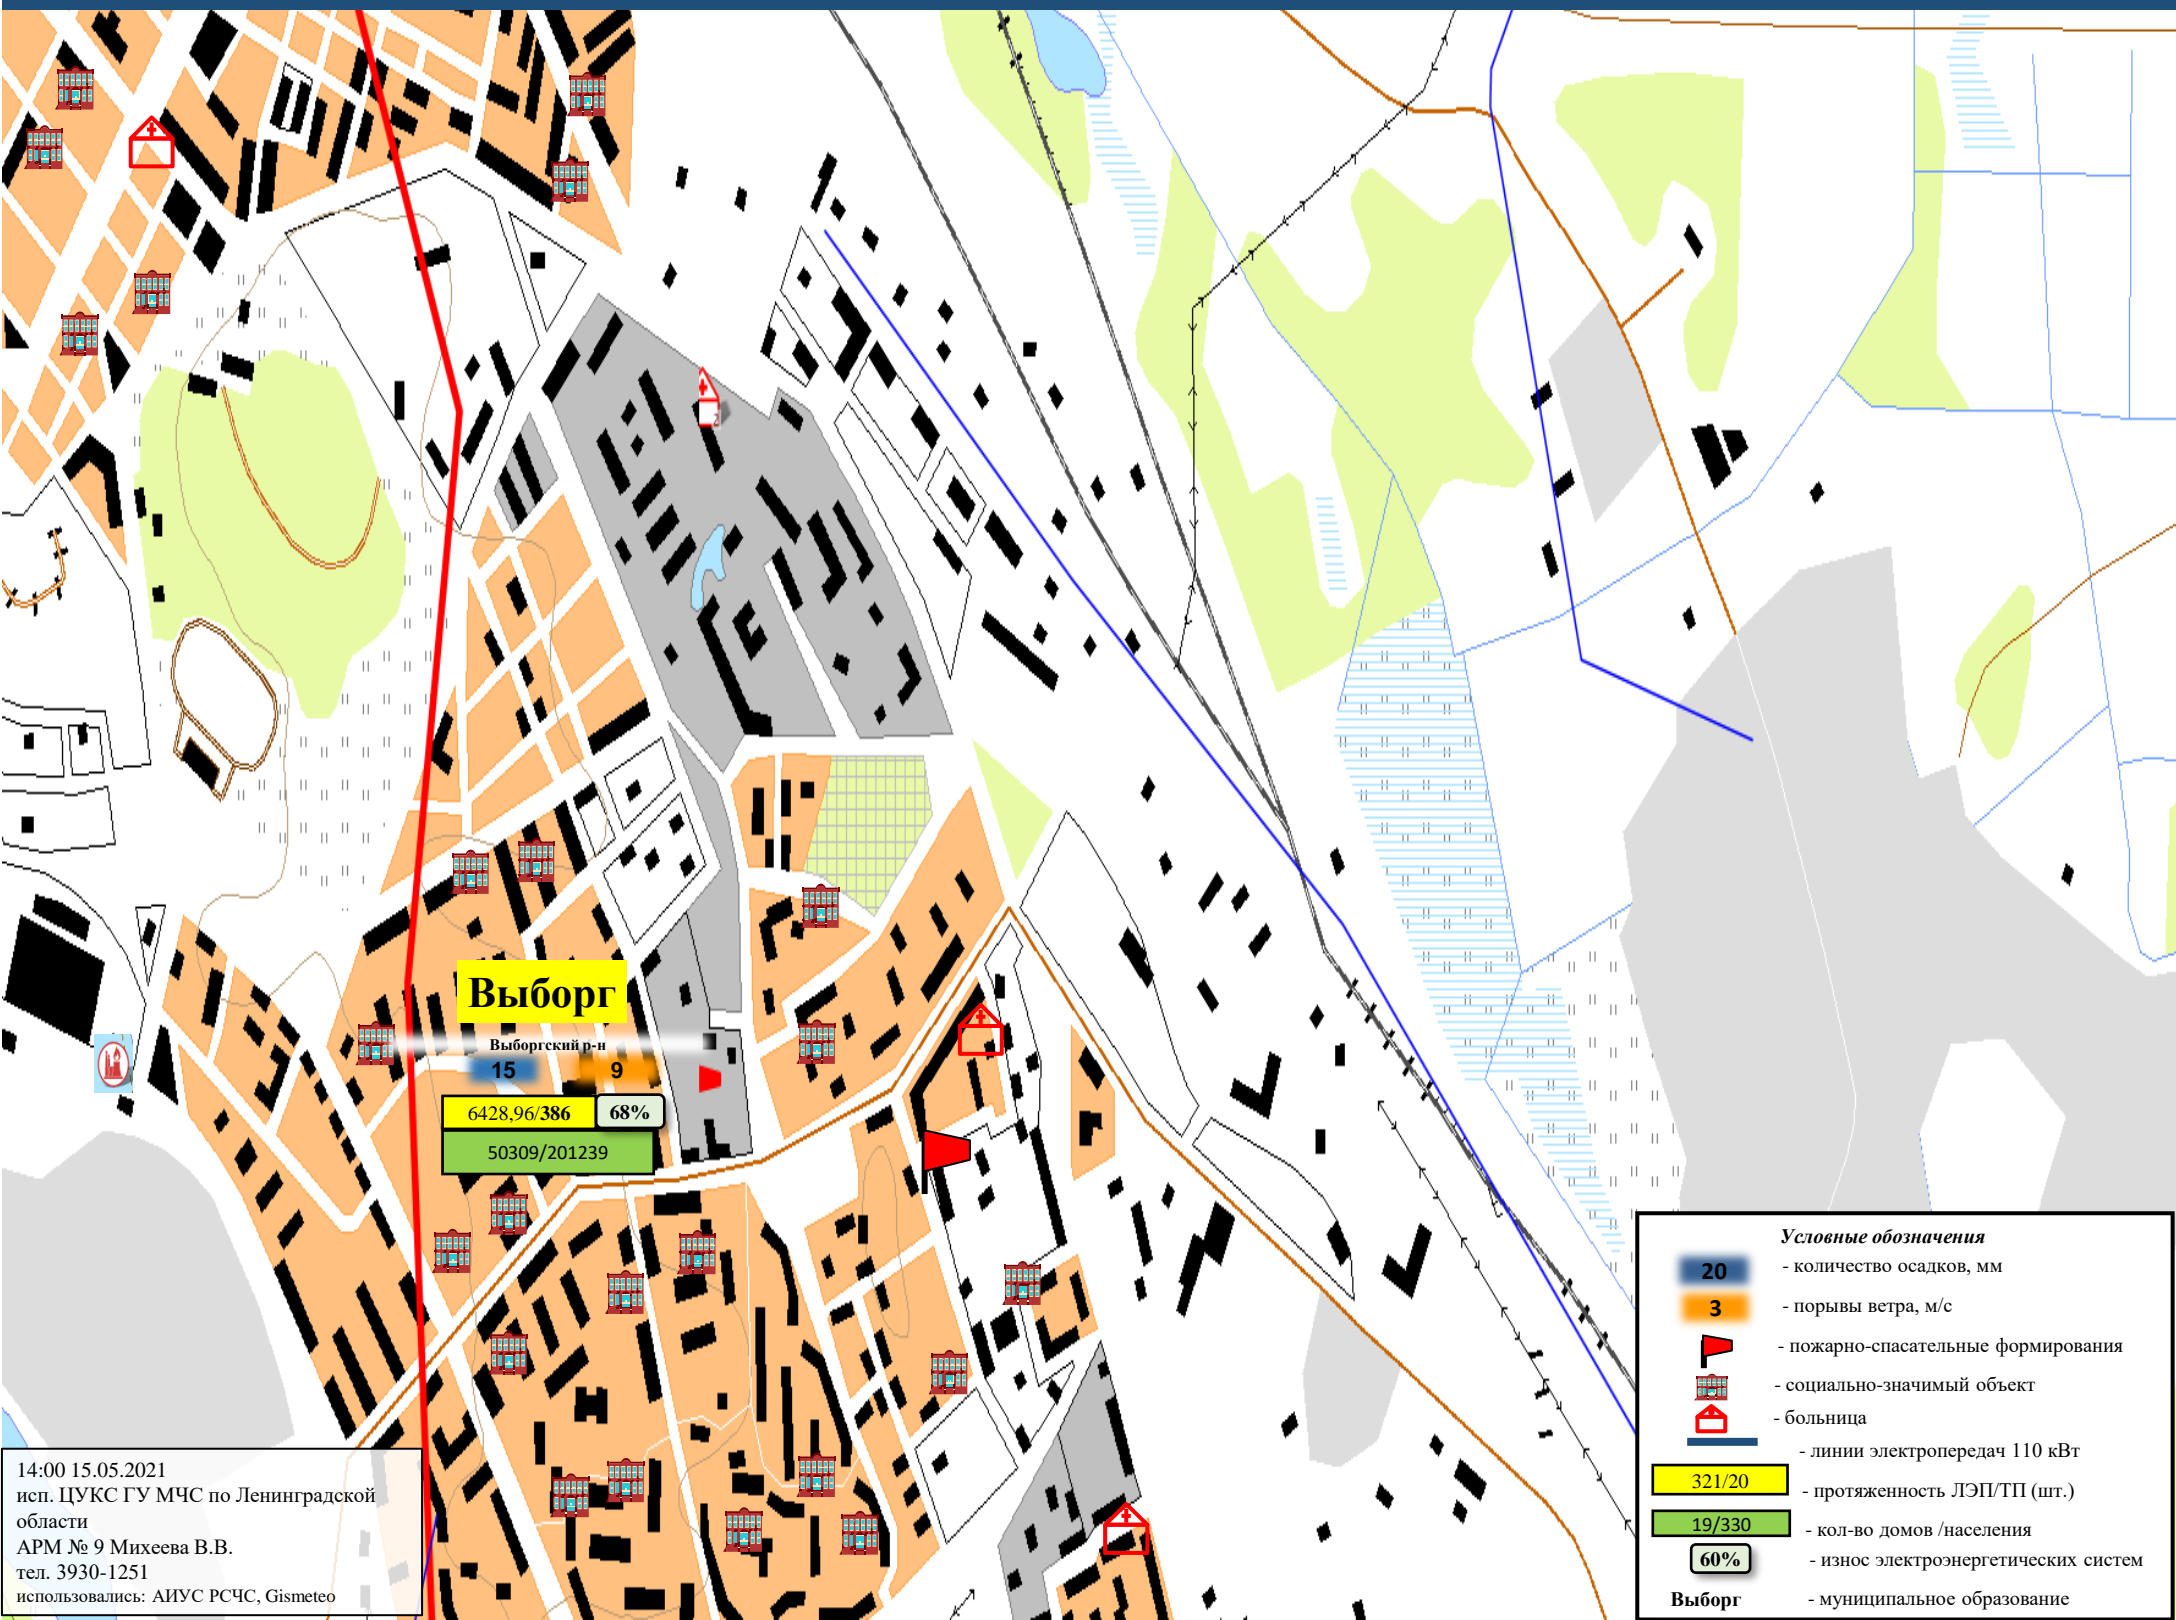 Выборг
Выборгский р-н
15
9
6428,96/386
68%
50309/201239
14:00 15.05.2021
исп. ЦУКС ГУ МЧС по Ленинградской
области
АРМ № 9 Михеева В.В.
тел. 3930-1251
использовались: АИУС РСЧС, Gismeteo
Условные обозначения
20 - количество осадков, мм
3 - порывы ветра, м/с
- пожарно-спасательные формирования
- социально-значимый объект
- больница
- линии электропередач 110 кВт
321/20 - протяженность ЛЭП/ТП (шт.)
19/330 - кол-во домов /населения
60% - износ электроэнергетических систем
Выборг - муниципальное образование